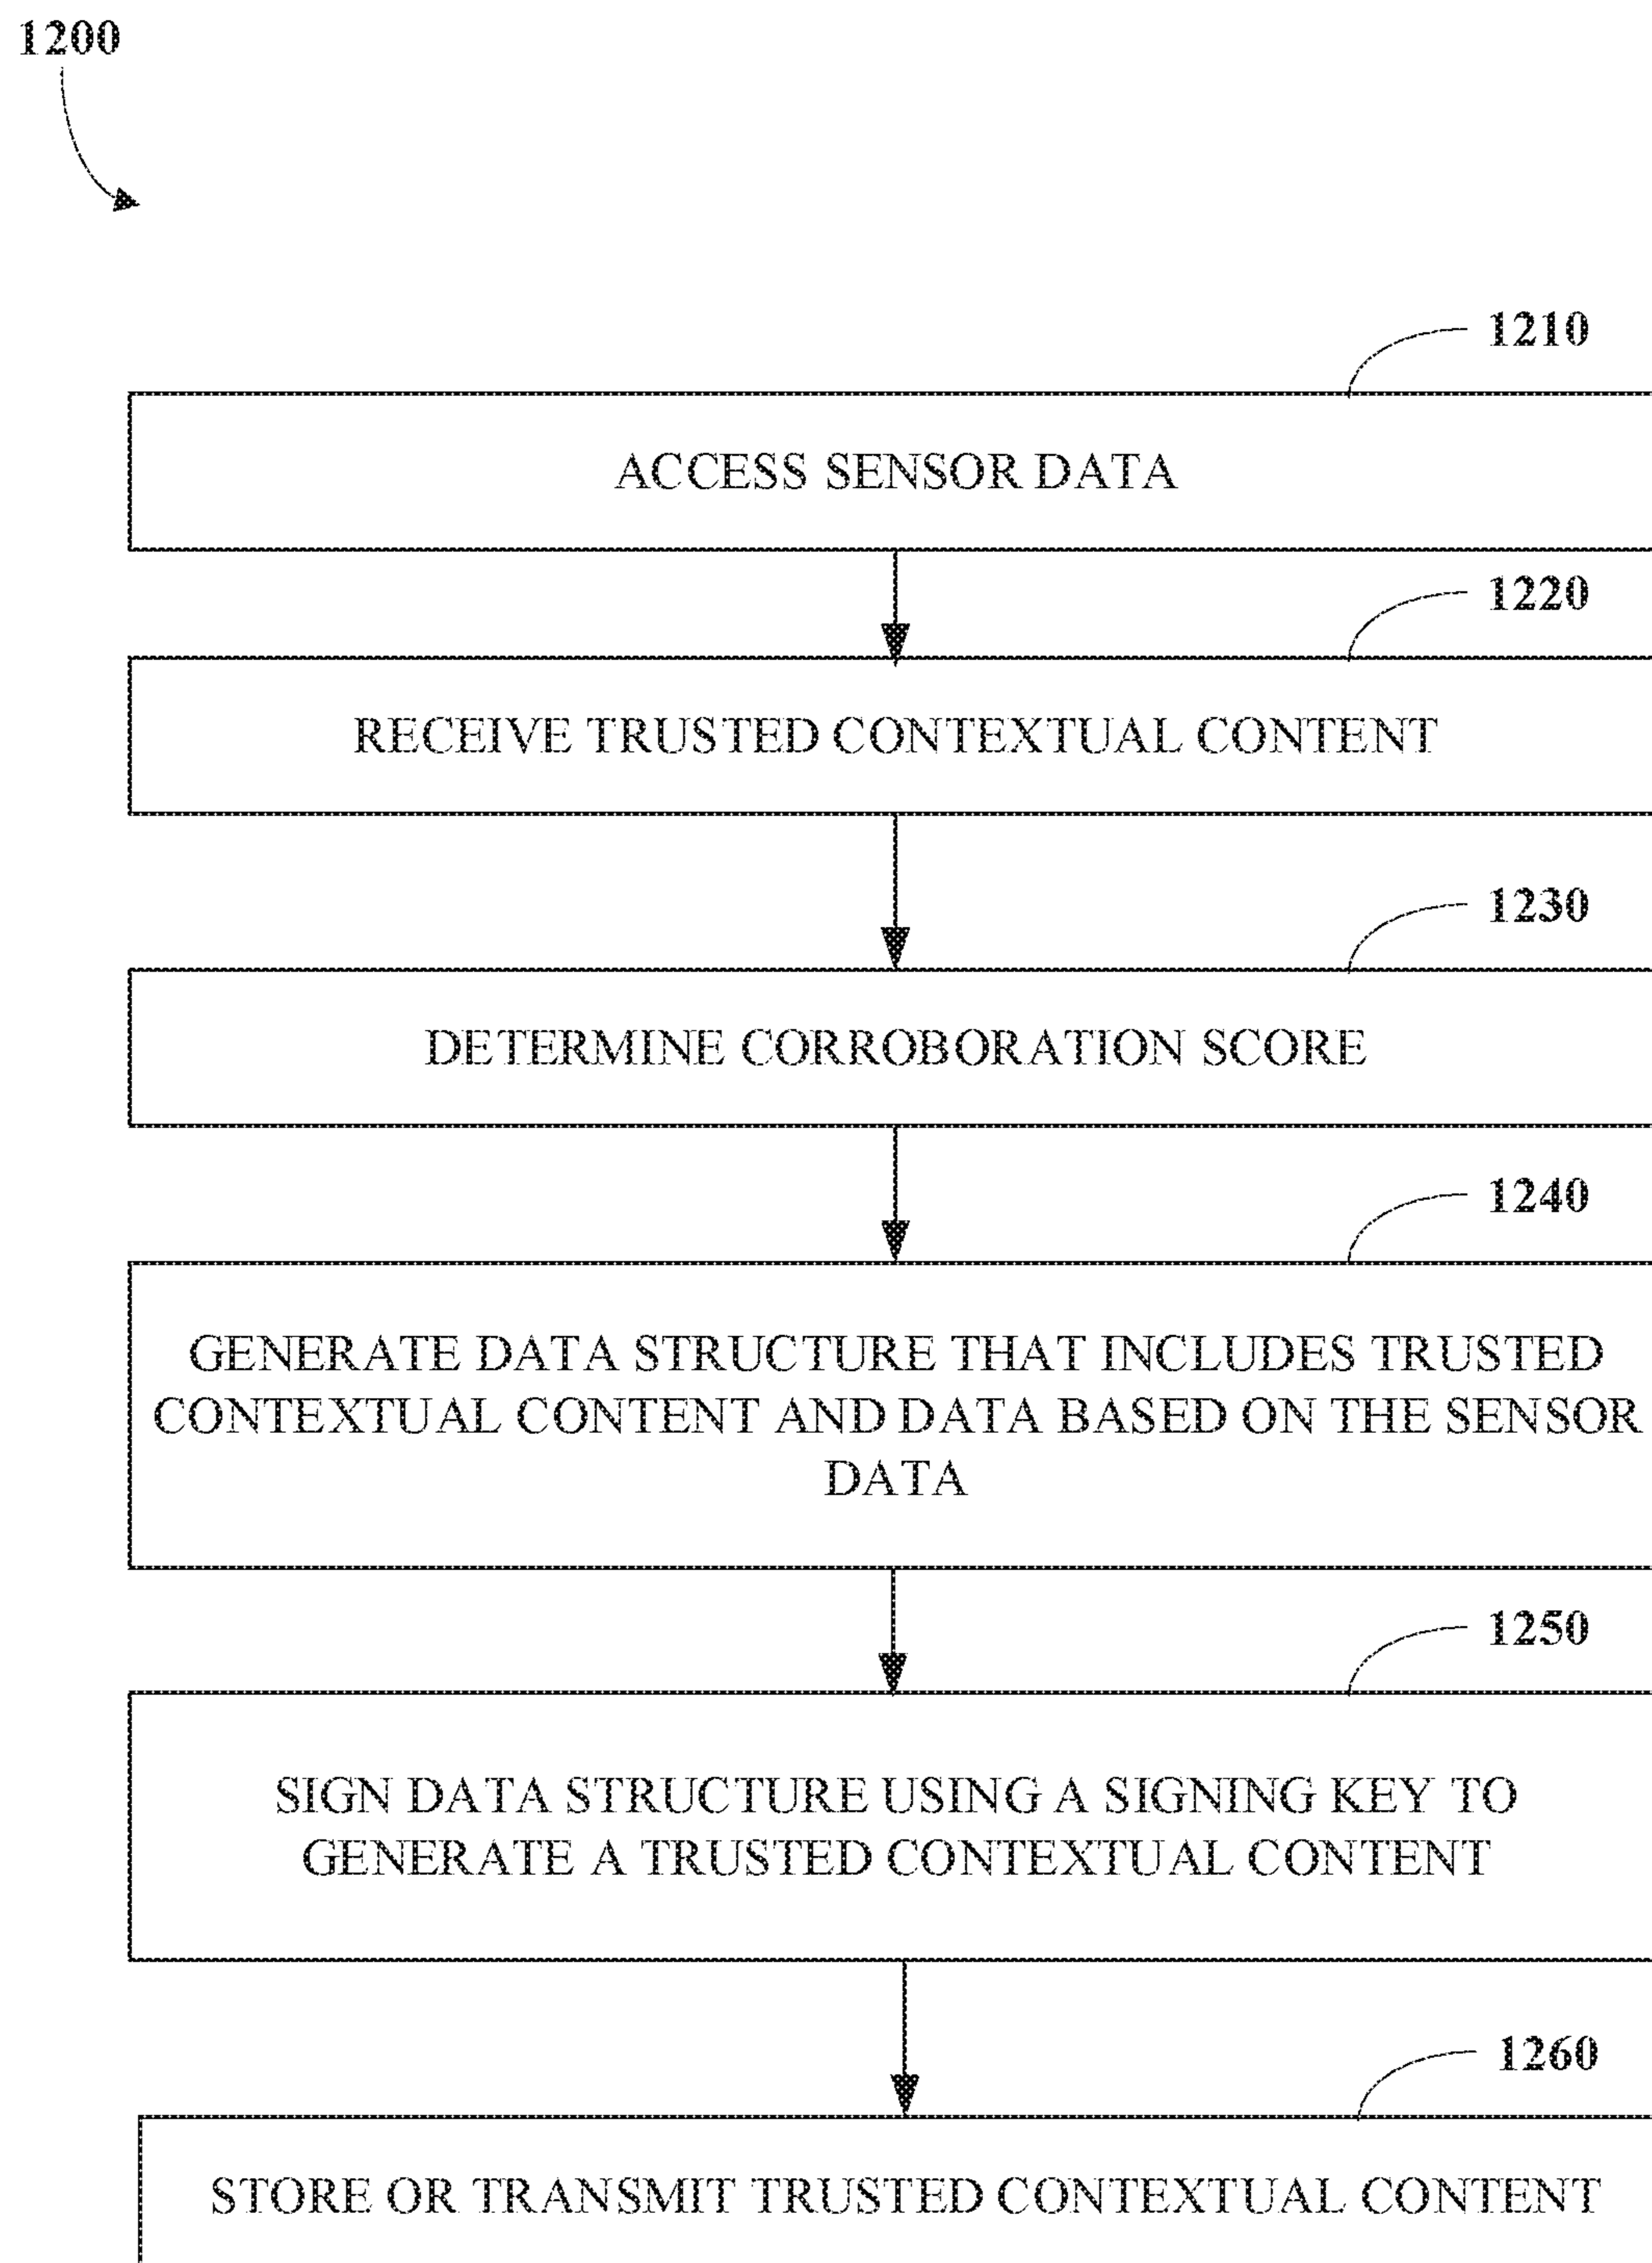 1200
1210
ACCESS SENSOR DATA
1220
RECEIVE TRUSTED CONTEXTUAL CONTENT
1230
DETERMINE CORROBORATION SCORE
1240
GENERATE DATA STRUCTURE THAT INCLUDES TRUSTED
CONTEXTUAL CONTENT AND DATA BASED ON THE SENSOR
DATA
1250
SIGN DATA STRUCTURE USING A SIGNING KEY TO
GENERATE A TRUSTED CONTEXTUAL CONTENT
1260
STORE OR TRANSMIT TRUSTED CONTEXTUAL CONTENT